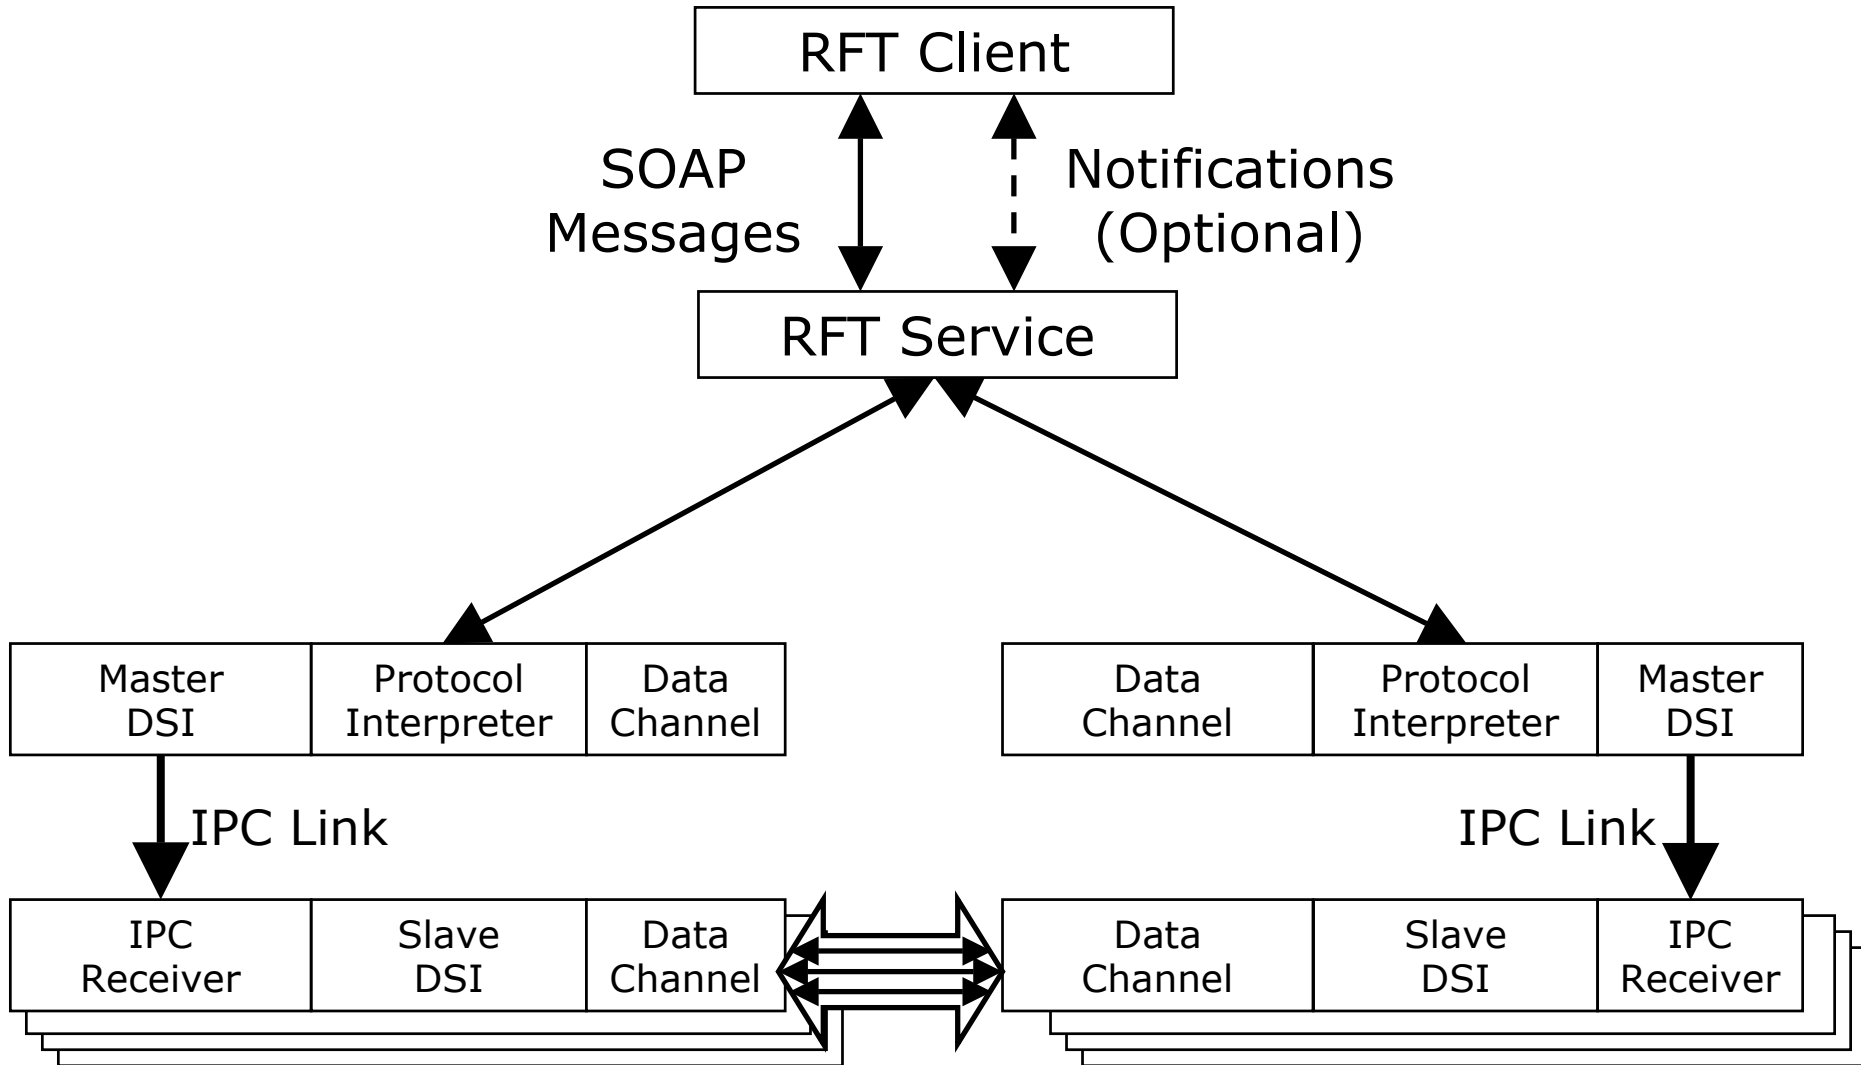 RFT Client
SOAP
Messages
Notifications
(Optional)
RFT Service
Master
DSI
Protocol
Interpreter
Data
Channel
Data
Channel
Protocol
Interpreter
Master
DSI
IPC Link
IPC Link
IPC
Receiver
Slave
DSI
Data
Channel
Data
Channel
Slave
DSI
IPC
Receiver